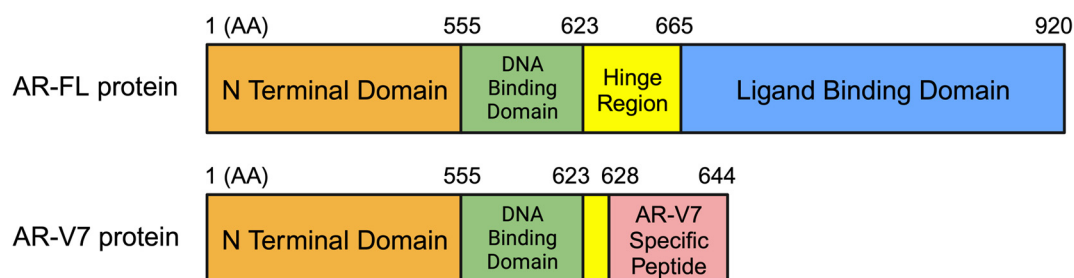 1 (AA) 555 623 665 920
AR-FL protein
N Terminal Domain
DNA
Binding
Domain
Hinge
Region
Ligand Binding Domain
1 (AA) 555 623 628 644
AR-V7 protein
N Terminal Domain
DNA
Binding
Domain
AR-V7
Specific
Peptide